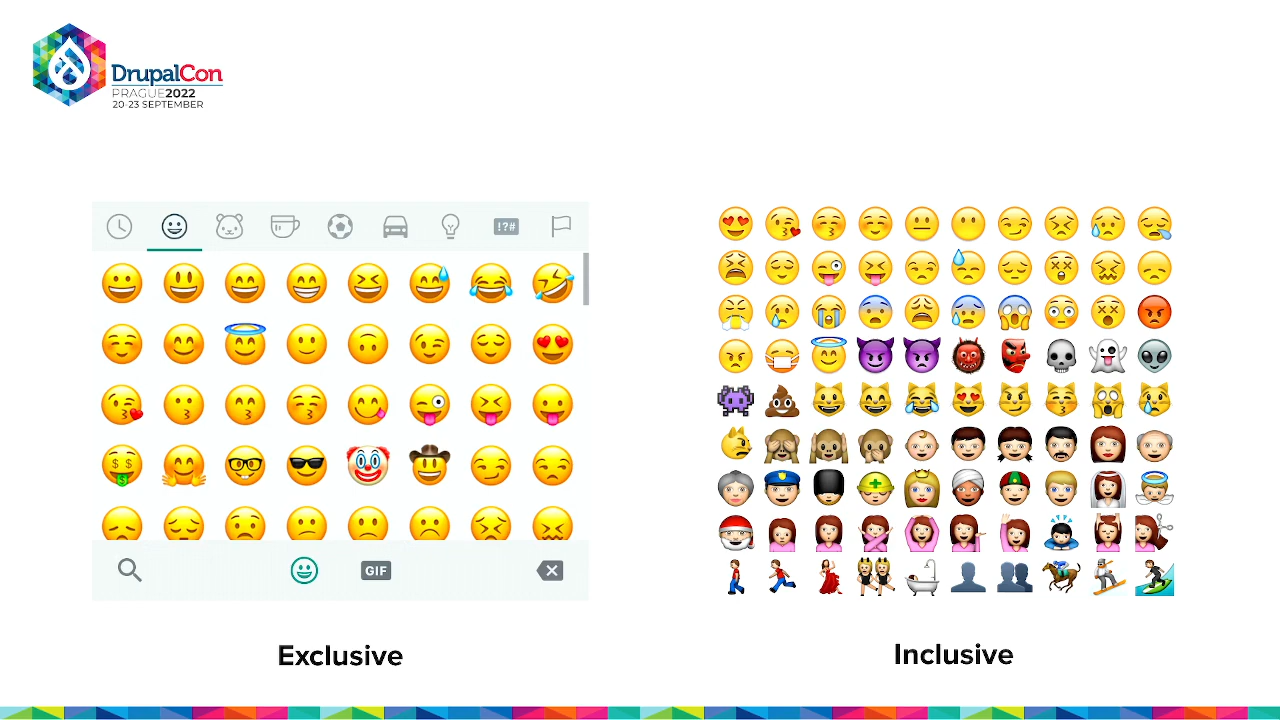 DrupalCon
PRAGUE2022
20-23 SEPTEMBER
!?#
GIF
Exclusive
Inclusive